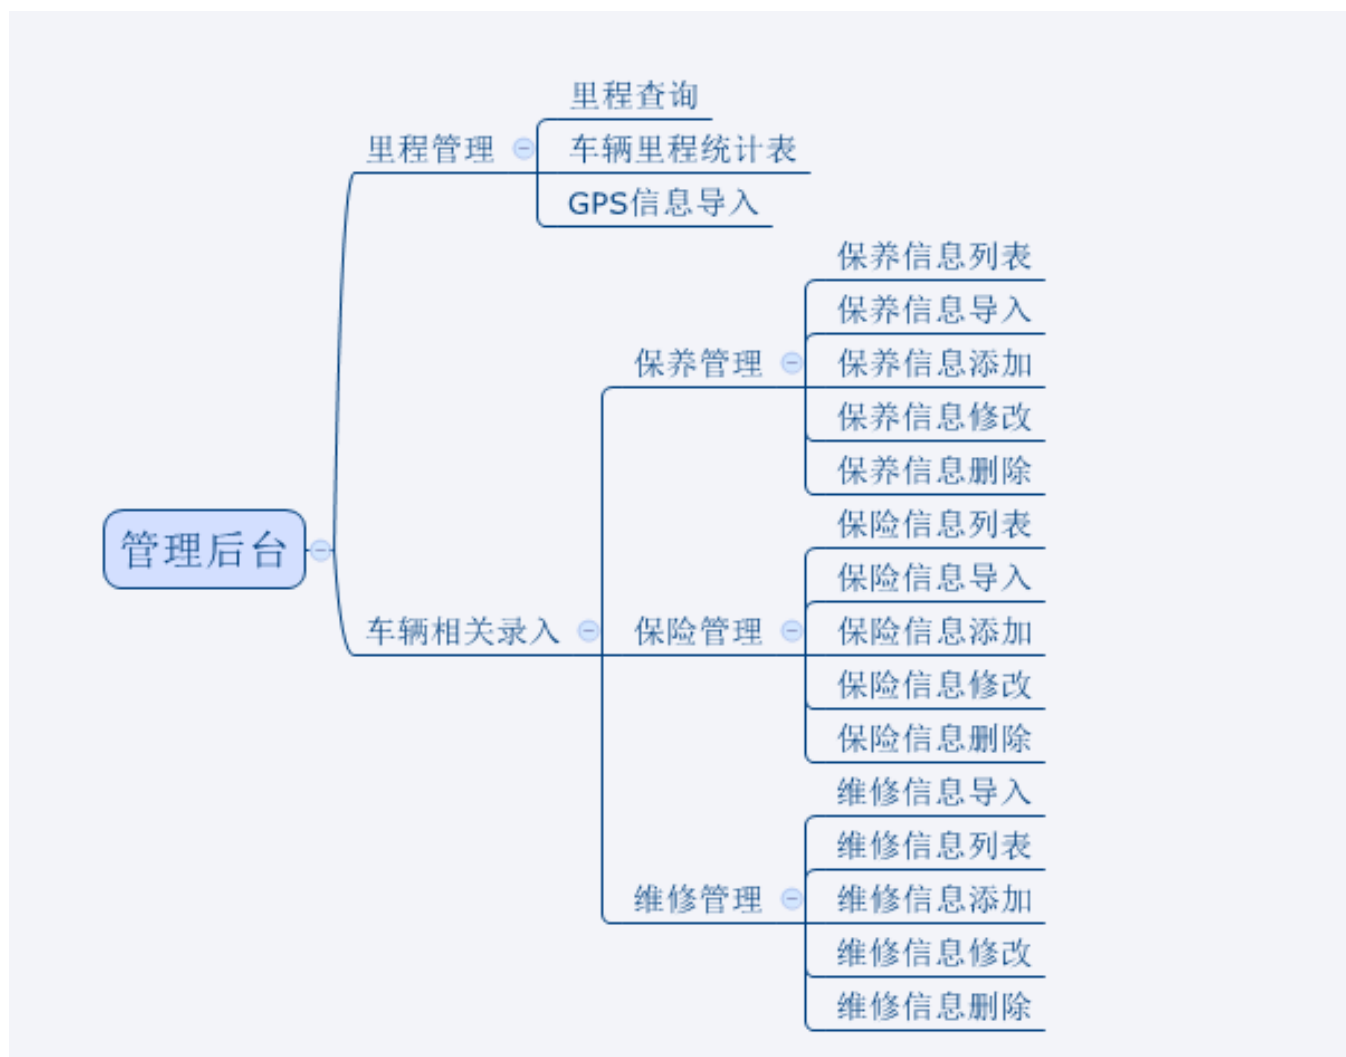 管理后台
里程管理
里程查询
车辆里程统计表
GPS信息导入
车辆相关录入
保养管理
保养信息列表
保养信息导入
保养信息添加
保养信息修改
保养信息删除
保险管理
保险信息列表
保险信息导入
保险信息添加
保险信息修改
保险信息删除
维修管理
维修信息导入
维修信息列表
维修信息添加
维修信息修改
维修信息删除